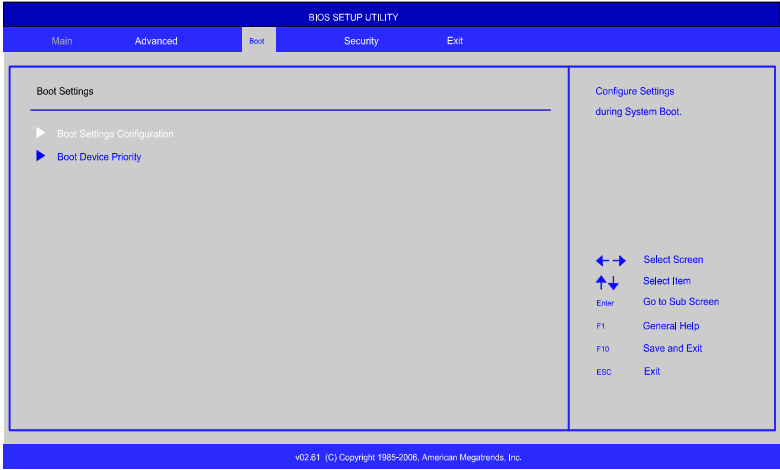 BIOS SETUP UTILITY
Main Advanced Boot Security Exit
Boot Settings
Boot Settings Configuration
Boot Device Priority
Configure Settings
during System Boot.
Select Screen
Select Item
Enter Go to Sub Screen
F1 General Help
F10 Save and Exit
ESC Exit
v02.61 (C) Copyright 1985-2006, American Megatrends, Inc.